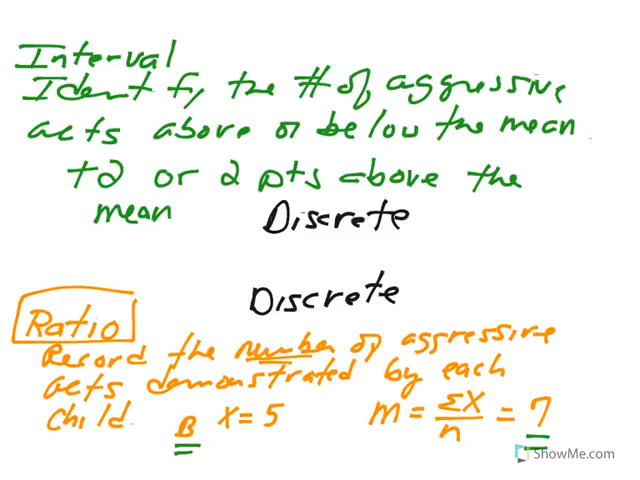 Interval
Identify the # of aggressive
acts above or below the mean
+2 or 2 pts above the
mean
Discrete
Discrete
Ratio
Record the number of aggressive
acts demonstrated by each
child
B X = 5 M = ΣX / n = 7
ShowMe.com